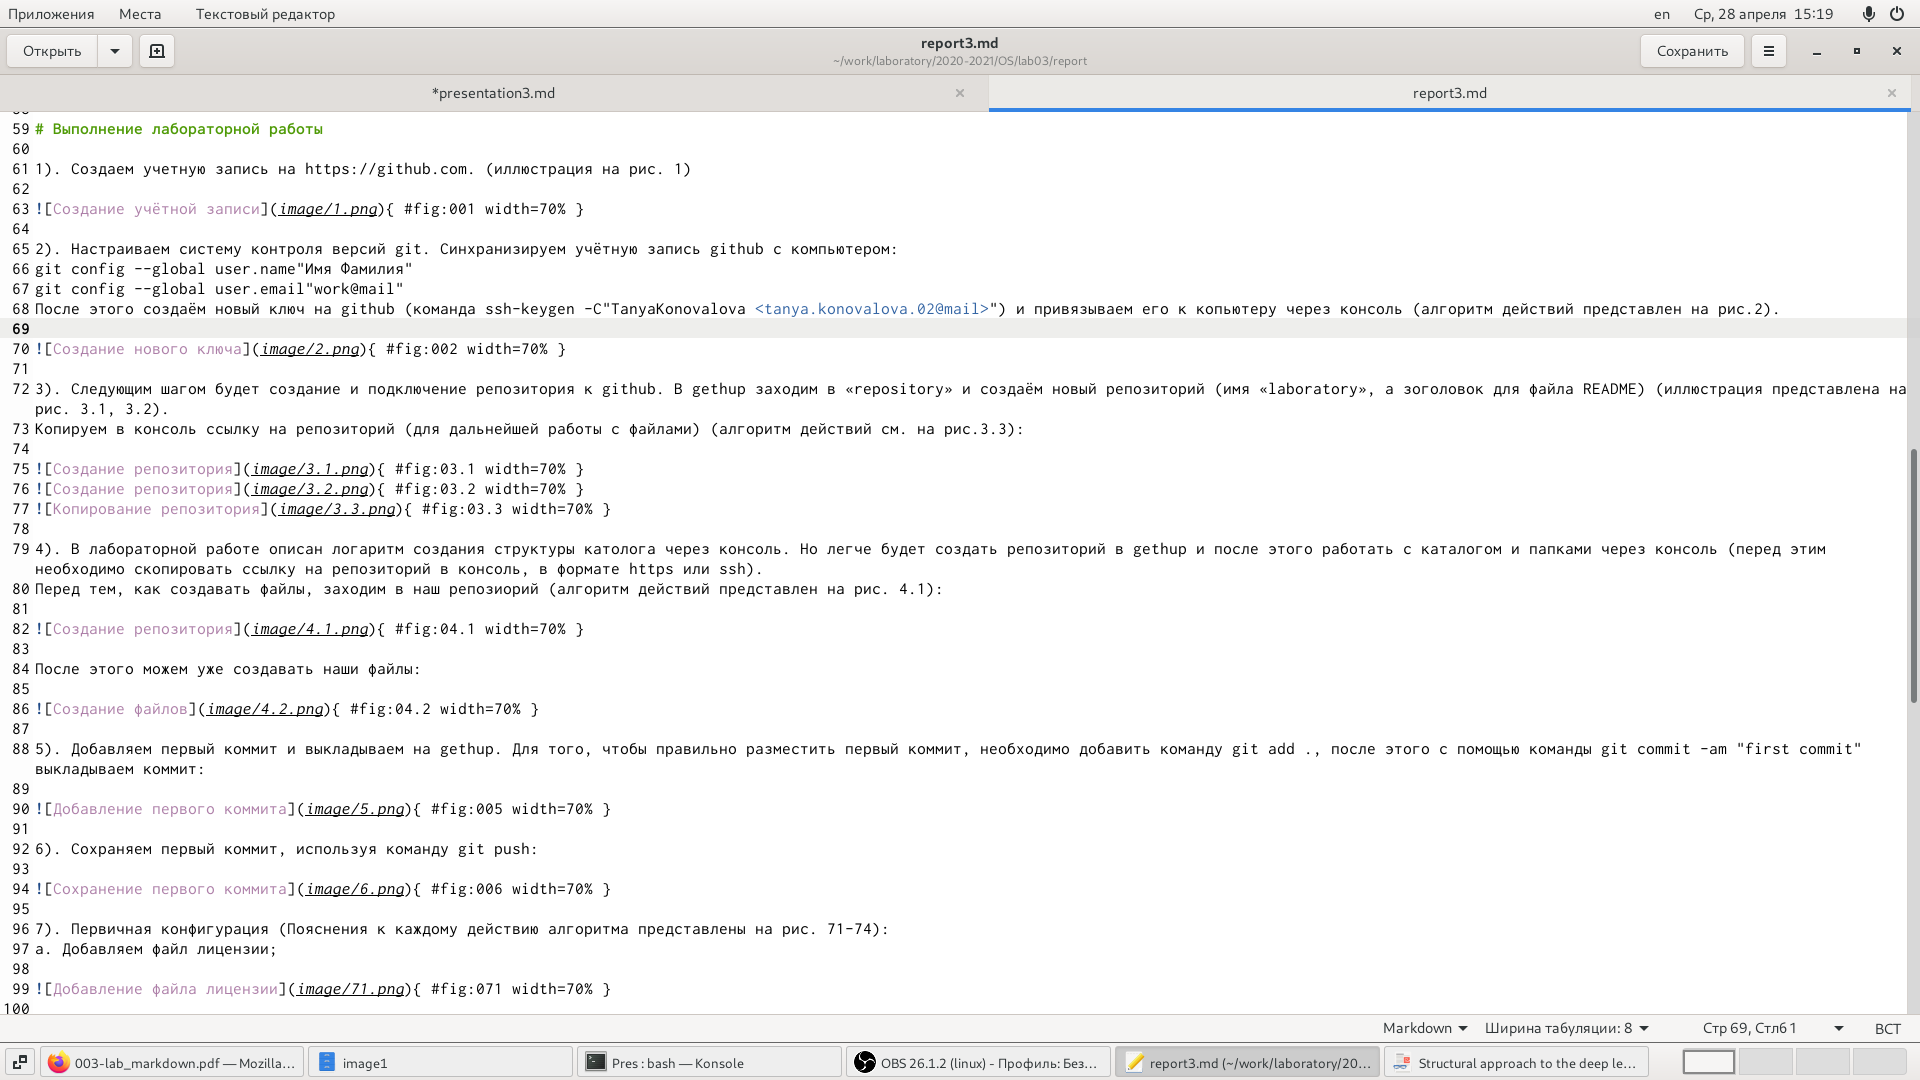 Приложения Места Текстовый редактор en Ср, 28 апреля 15:19
Открыть report3.md Сохранить
~/work/laboratory/2020-2021/OS/lab03/report
*presentation3.md report3.md
59 # Выполнение лабораторной работы
60
61 1). Создаем учетную запись на https://github.com. (иллюстрация на рис. 1)
62
63 ![Создание учётной записи](image/1.png){ #fig:001 width=70% }
64
65 2). Настраиваем систему контроля версий git. Синхранизируем учётную запись github с компьютером:
66 git config --global user.name"Имя Фамилия"
67 git config --global user.email"work@mail"
68 После этого создаём новый ключ на github (команда ssh-keygen -C"TanyaKonovalova <tanya.konovalova.02@mail>") и привязываем его к копьютеру через консоль (алгоритм действий представлен на рис.2).
69
70 ![Создание нового ключа](image/2.png){ #fig:002 width=70% }
71
72 3). Следующим шагом будет создание и подключение репозитория к github. В gethup заходим в «repository» и создаём новый репозиторий (имя «laboratory», а зоголовок для файла README) (иллюстрация представлена на
рис. 3.1, 3.2).
73 Копируем в консоль ссылку на репозиторий (для дальнейшей работы с файлами) (алгоритм действий см. на рис.3.3):
74
75 ![Создание репозитория](image/3.1.png){ #fig:03.1 width=70% }
76 ![Создание репозитория](image/3.2.png){ #fig:03.2 width=70% }
77 ![Копирование репозитория](image/3.3.png){ #fig:03.3 width=70% }
78
79 4). В лабораторной работе описан логаритм создания структуры католога через консоль. Но легче будет создать репозиторий в gethup и после этого работать с каталогом и папками через консоль (перед этим
необходимо скопировать ссылку на репозиторий в консоль, в формате https или ssh).
80 Перед тем, как создавать файлы, заходим в наш репозиорий (алгоритм действий представлен на рис. 4.1):
81
82 ![Создание репозитория](image/4.1.png){ #fig:04.1 width=70% }
83
84 После этого можем уже создавать наши файлы:
85
86 ![Создание файлов](image/4.2.png){ #fig:04.2 width=70% }
87
88 5). Добавляем первый коммит и выкладываем на gethup. Для того, чтобы правильно разместить первый коммит, необходимо добавить команду git add ., после этого с помощью команды git commit -am "first commit"
выкладываем коммит:
89
90 ![Добавление первого коммита](image/5.png){ #fig:005 width=70% }
91
92 6). Сохраняем первый коммит, используя команду git push:
93
94 ![Сохранение первого коммита](image/6.png){ #fig:006 width=70% }
95
96 7). Первичная конфигурация (Пояснения к каждому действию алгоритма представлены на рис. 71-74):
97 а. Добавляем файл лицензии;
98
99 ![Добавление файла лицензии](image/71.png){ #fig:071 width=70% }
100
Markdown Ширина табуляции: 8 Стр 69, Стлб 1 ВСТ
003-lab_markdown.pdf — Mozilla... image1 Pres : bash — Konsole OBS 26.1.2 (linux) - Профиль: Без... report3.md (~/work/laboratory/20... Structural approach to the deep le...